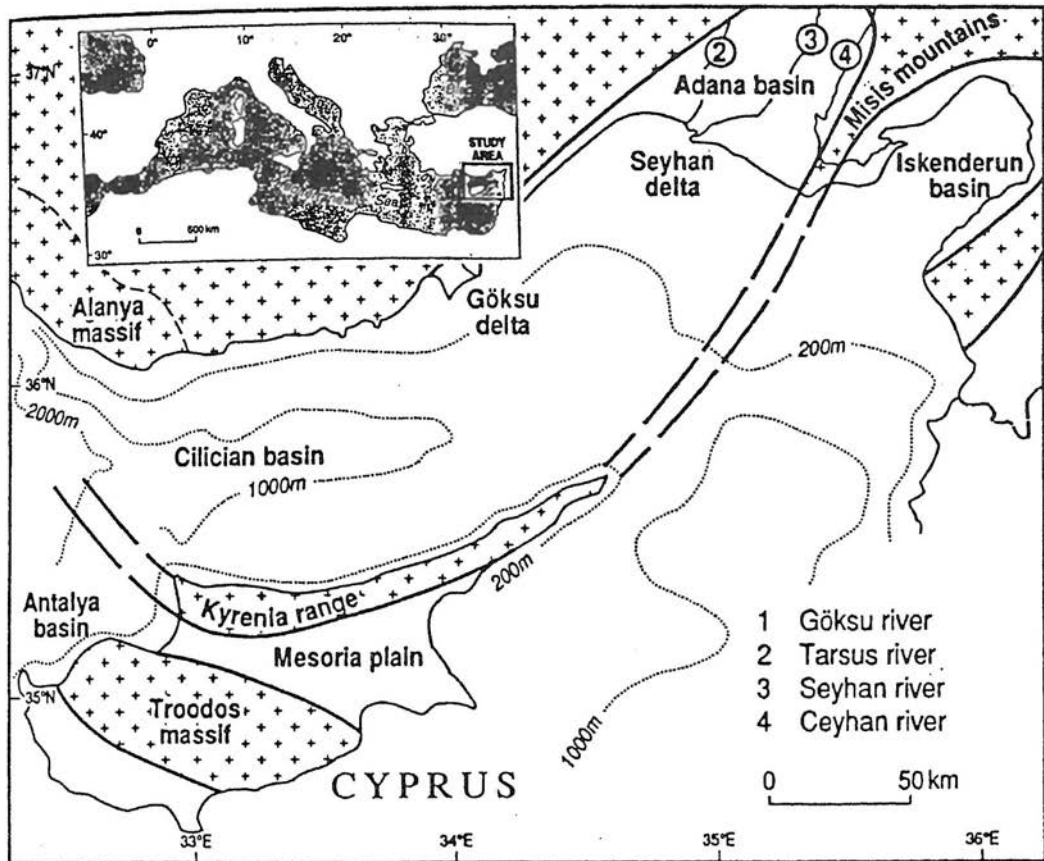 0°
10°
20°
30°
37°N
40°
30°
STUDY
AREA
0 500 km
2
3
4
Adana basin
Misis mountains
Seyhan
delta
Iskenderun
basin
Alanya
massif
Göksu
delta
200m
36°N
2000m
Cilician basin
1000m
Kyrenia range
200m
Antalya
basin
Mesoria plain
1 Göksu river
2 Tarsus river
3 Seyhan river
4 Ceyhan river
35°N
Troodos
massif
1000m
CYPRUS
0 50 km
33°E
34°E
35°E
36°E